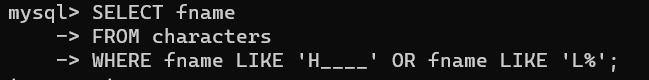 mysql> SELECT fname
    -> FROM characters
    -> WHERE fname LIKE 'H____' OR fname LIKE 'L%';